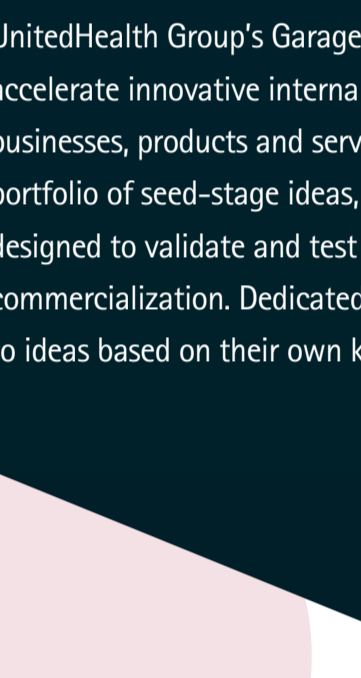 UnitedHealth Group's Garage
accelerate innovative interna
businesses, products and serv
portfolio of seed-stage ideas,
designed to validate and test
commercialization. Dedicated
o ideas based on their own k